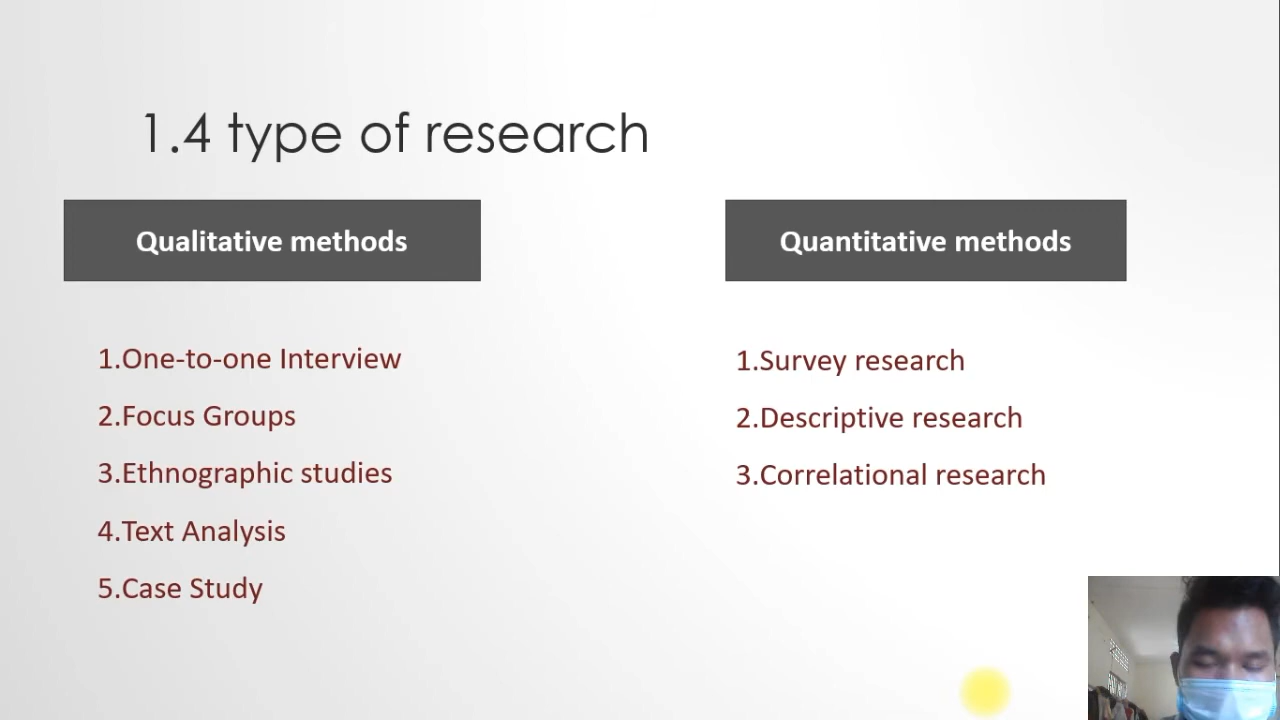 1.4 type of research
Qualitative methods
1.One-to-one Interview
2.Focus Groups
3.Ethnographic studies
4.Text Analysis
5.Case Study
Quantitative methods
1.Survey research
2.Descriptive research
3.Correlational research